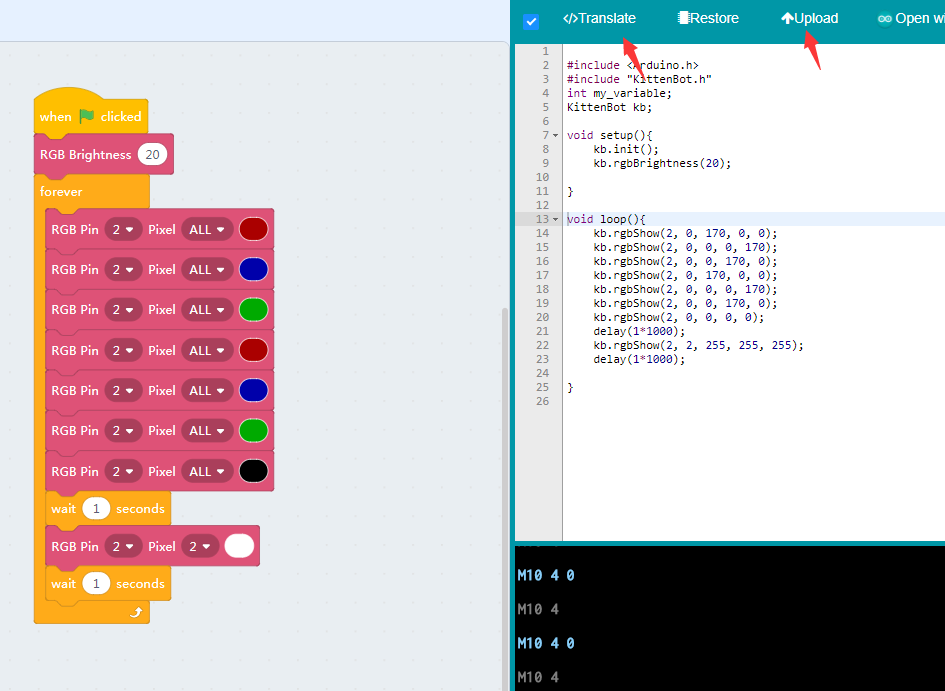 </>Translate Restore Upload Open wi
when clicked
RGB Brightness 20
forever
RGB Pin 2 Pixel ALL
RGB Pin 2 Pixel ALL
RGB Pin 2 Pixel ALL
RGB Pin 2 Pixel ALL
RGB Pin 2 Pixel ALL
RGB Pin 2 Pixel ALL
RGB Pin 2 Pixel ALL
wait 1 seconds
RGB Pin 2 Pixel 2
wait 1 seconds
1
2 #include <Arduino.h>
3 #include "KittenBot.h"
4 int my_variable;
5 KittenBot kb;
6
7 void setup(){
8 kb.init();
9 kb.rgbBrightness(20);
10
11 }
12
13 void loop(){
14 kb.rgbShow(2, 0, 170, 0, 0);
15 kb.rgbShow(2, 0, 0, 0, 170);
16 kb.rgbShow(2, 0, 0, 170, 0);
17 kb.rgbShow(2, 0, 170, 0, 0);
18 kb.rgbShow(2, 0, 0, 0, 170);
19 kb.rgbShow(2, 0, 0, 170, 0);
20 kb.rgbShow(2, 0, 0, 0, 0);
21 delay(1*1000);
22 kb.rgbShow(2, 2, 255, 255, 255);
23 delay(1*1000);
24
25 }
26
M10 4 0
M10 4
M10 4 0
M10 4